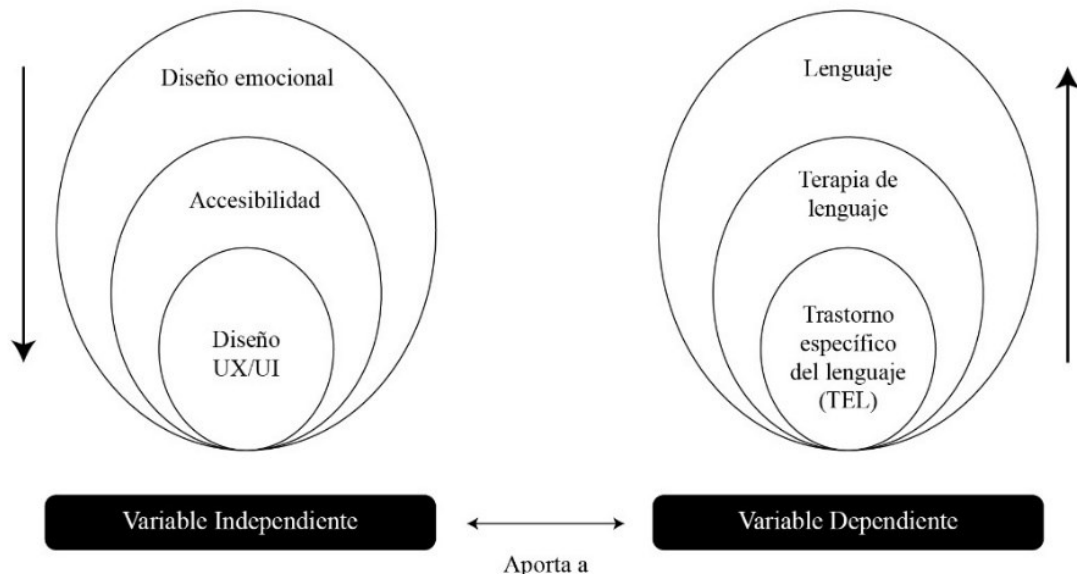 Diseño emocional
Accesibilidad
Diseño
UX/UI
Lenguaje
Terapia de
lenguaje
Trastorno
específico
del lenguaje
(TEL)
Variable Independiente
Aporta a
Variable Dependiente